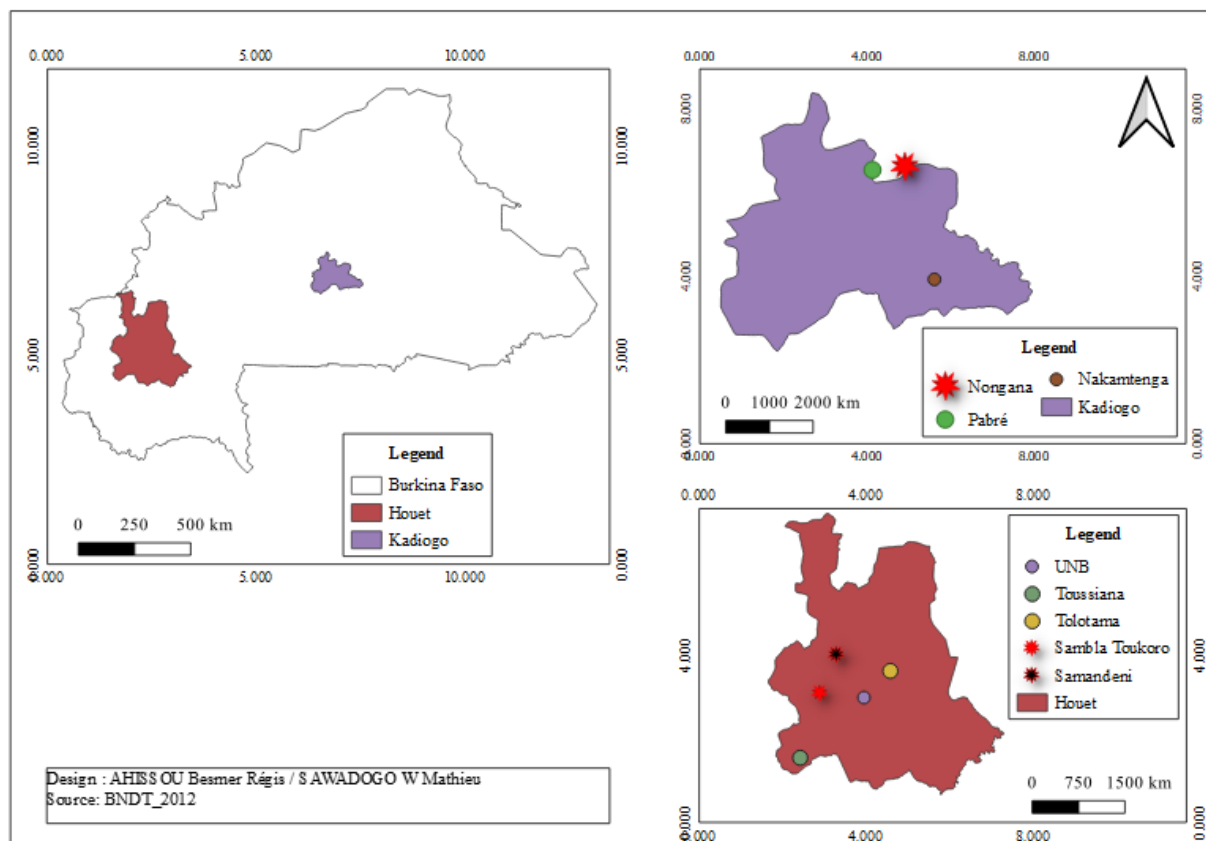 0.000 5.000 10.000
10.000 10.000
5.000 5.000
0.000 0.000
0.000 5.000 10.000
Legend
Burkina Faso
Houet
Kadiogo
0 250 500 km
0.000 4.000 8.000
8.000 8.000
4.000 4.000
0.000 0.000
0.000 4.000 8.000
Legend
Nongana
Nakamtenga
Pabré
Kadiogo
0 1000 2000 km
0.000 4.000 8.000
4.000 4.000
0.000 0.000
0.000 4.000 8.000
Legend
UNB
Toussiana
Tolotama
Sambla Toukoro
Samandeni
Houet
0 750 1500 km
Design : AHISSOU Besmer Régis / SAWADOGO W Mathieu
Source: BNDT_2012